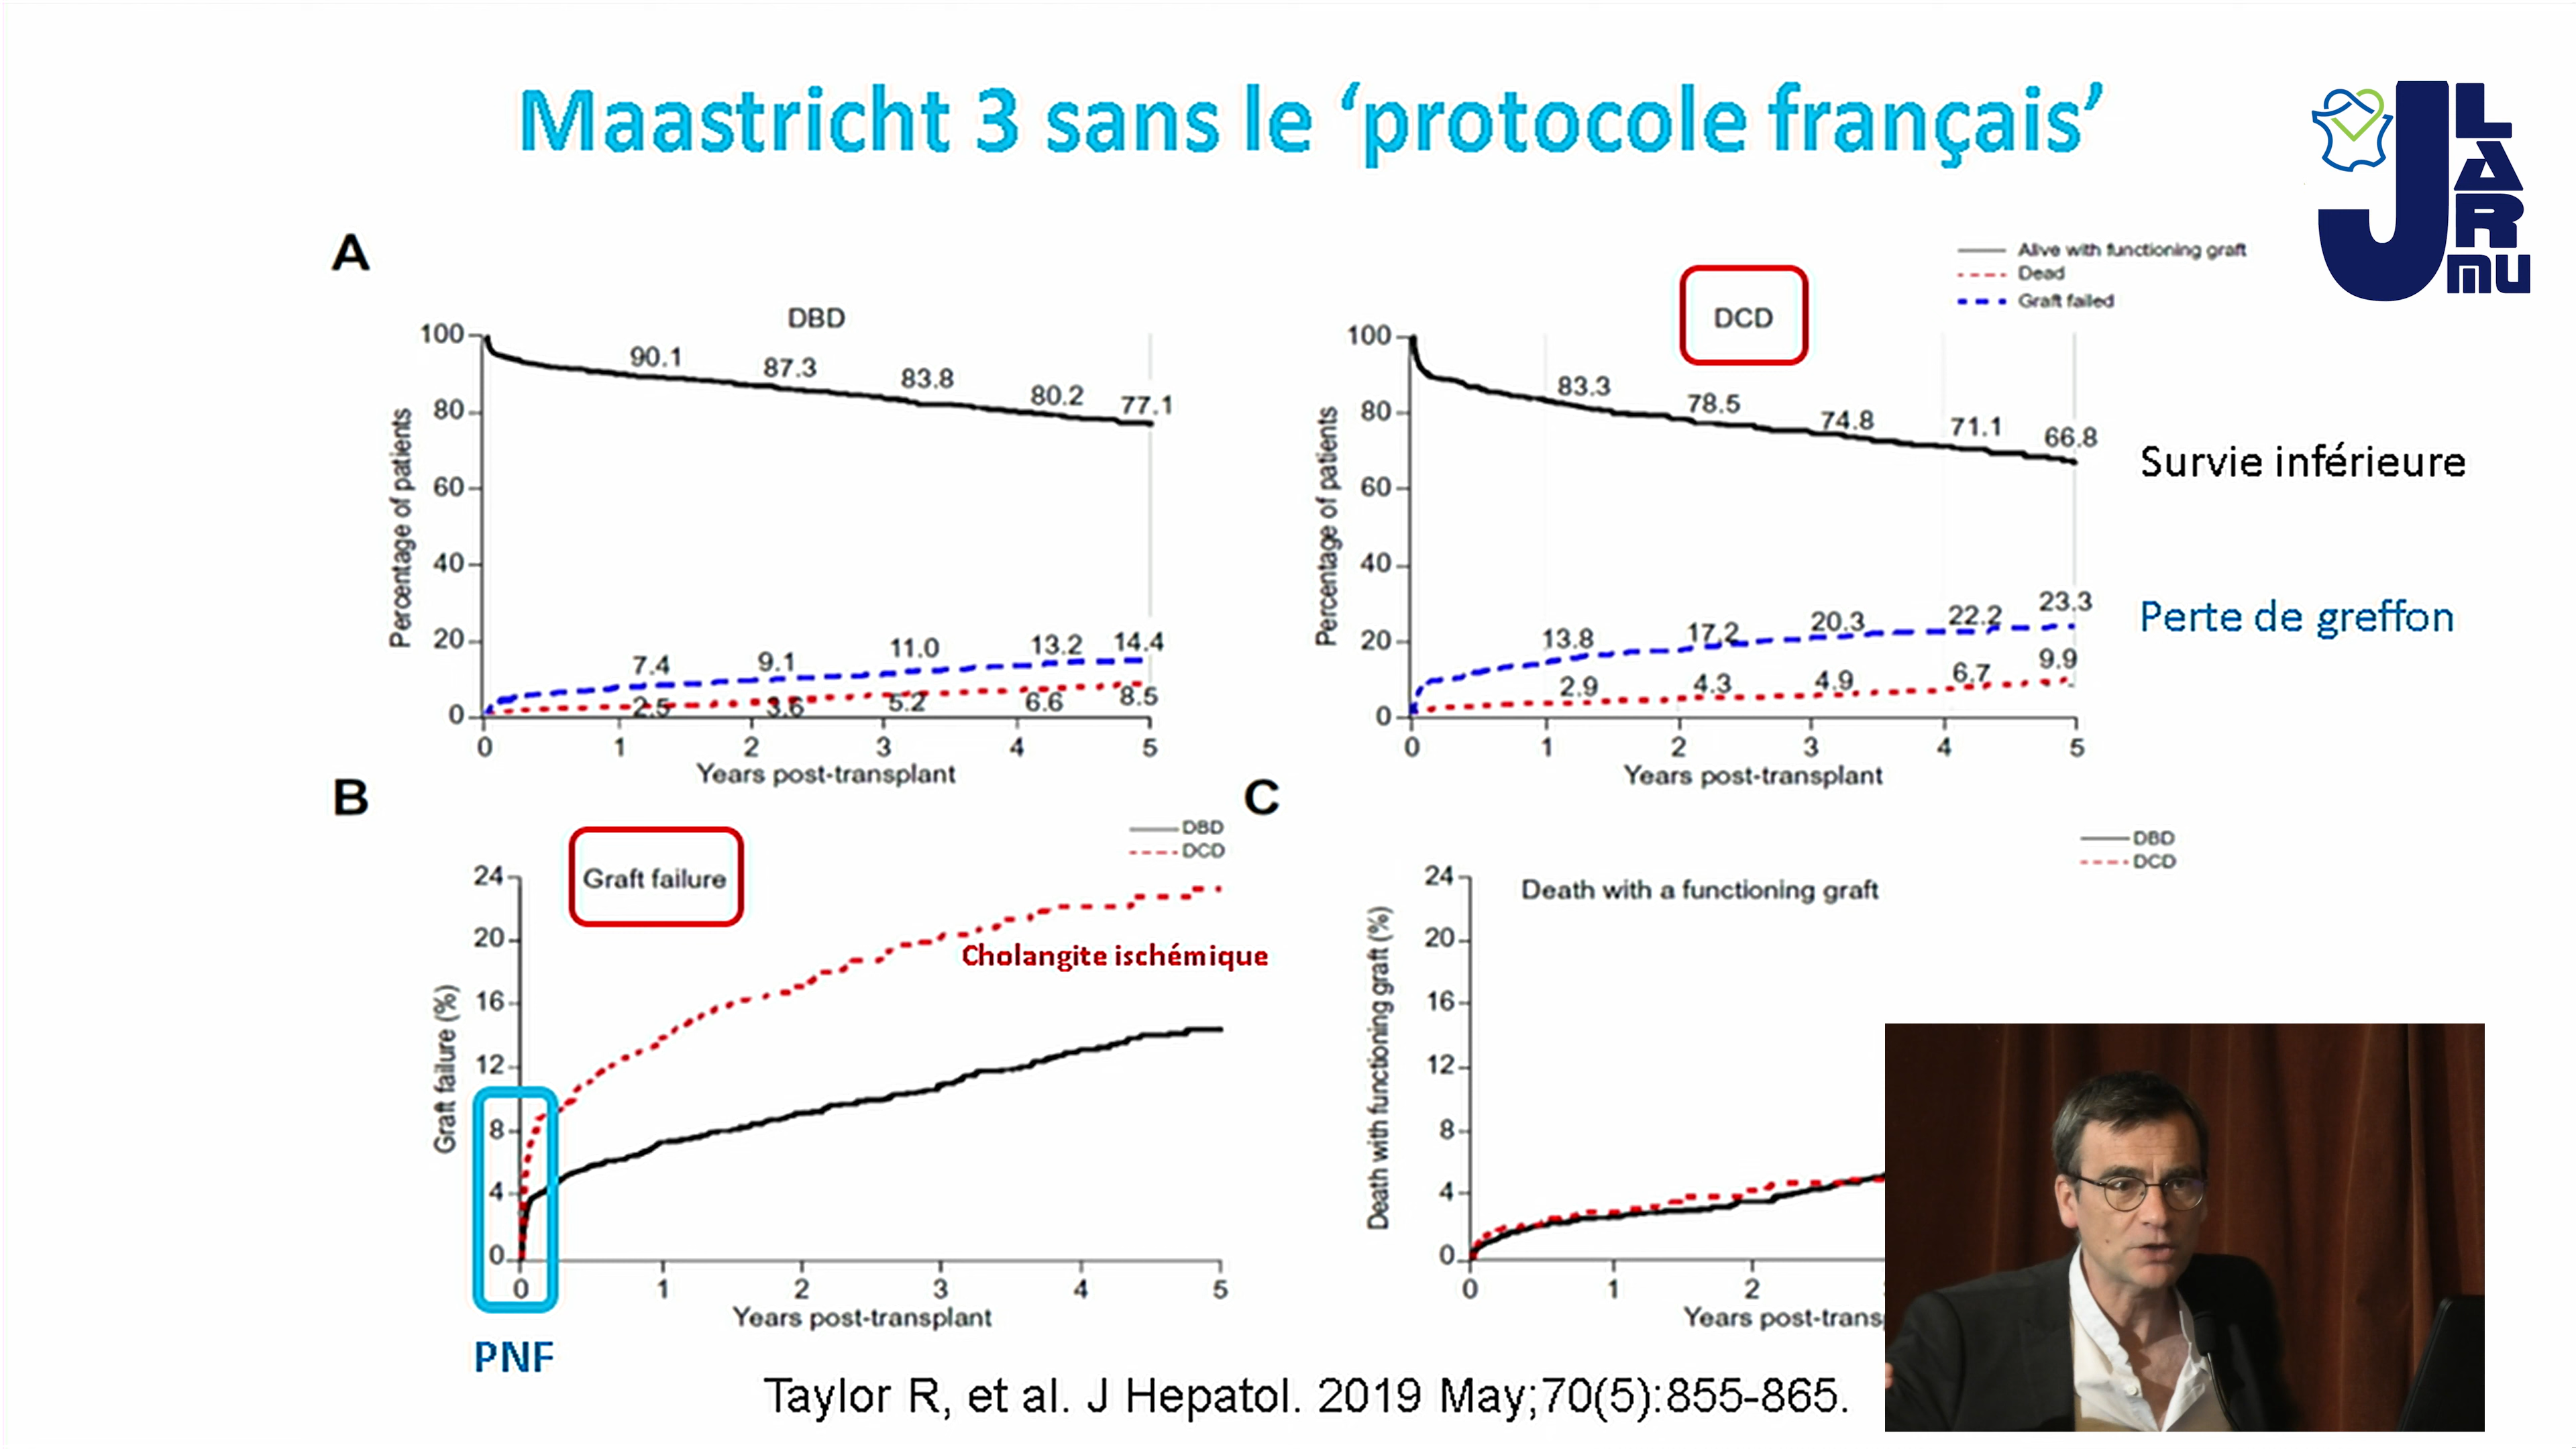 Maastricht 3 sans le ‘protocole français’
JLAR
MU
A
DBD
100
80
60
40
20
0
90.1
87.3
83.8
80.2
77.1
7.4
9.1
11.0
13.2
14.4
2.5
3.6
5.2
6.6
8.5
0 1 2 3 4 5
Percentage of patients
Years post-transplant
DCD
Alive with functioning graft
Dead
Graft failed
100
80
60
40
20
0
83.3
78.5
74.8
71.1
66.8
13.8
17.2
20.3
22.2
23.3
2.9
4.3
4.9
6.7
9.9
0 1 2 3 4 5
Percentage of patients
Years post-transplant
Survie inférieure
Perte de greffon
B
Graft failure
DBD
DCD
24
20
16
12
8
4
0
Cholangite ischémique
0 1 2 3 4 5
Graft failure (%)
Years post-transplant
PNF
C
Death with a functioning graft
DBD
DCD
24
20
16
12
8
4
0
0 1 2
Death with functioning graft (%)
Years post-trans
Taylor R, et al. J Hepatol. 2019 May;70(5):855-865.